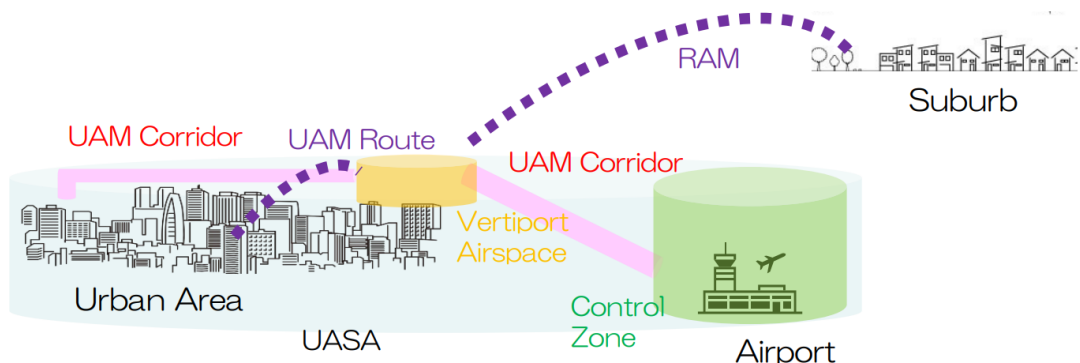 RAM
Suburb
UAM Corridor
UAM Route
UAM Corridor
Vertiport
Airspace
Urban Area
Control
Zone
UASA
Airport